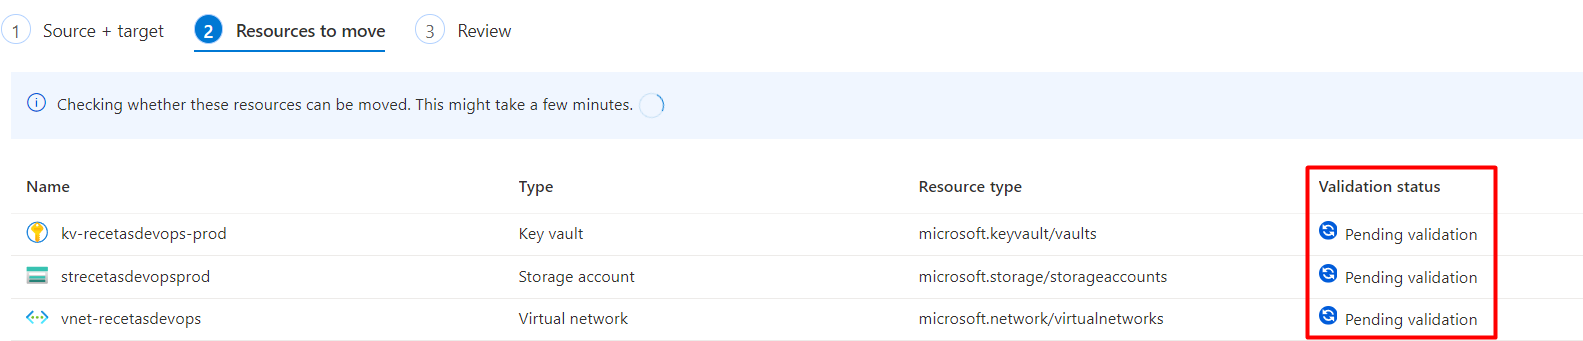 1 Source + target 2 Resources to move 3 Review
Checking whether these resources can be moved. This might take a few minutes.
Name Type Resource type Validation status
kv-recetasdevops-prod Key vault microsoft.keyvault/vaults Pending validation
strecetasdevopsprod Storage account microsoft.storage/storageaccounts Pending validation
vnet-recetasdevops Virtual network microsoft.network/virtualnetworks Pending validation